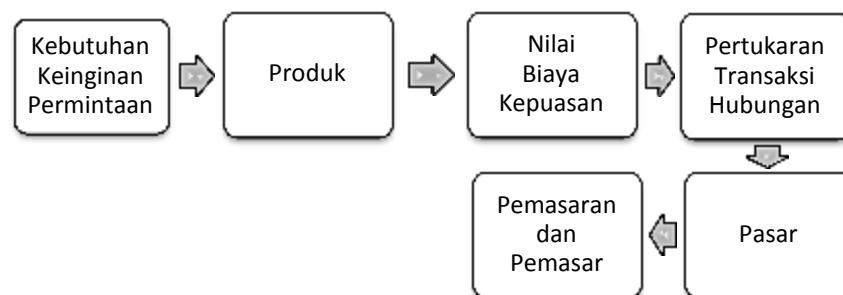 Kebutuhan
Keinginan
Permintaan
Produk
Nilai
Biaya
Kepuasan
Pertukaran
Transaksi
Hubungan
Pasar
Pemasaran
dan
Pemasar